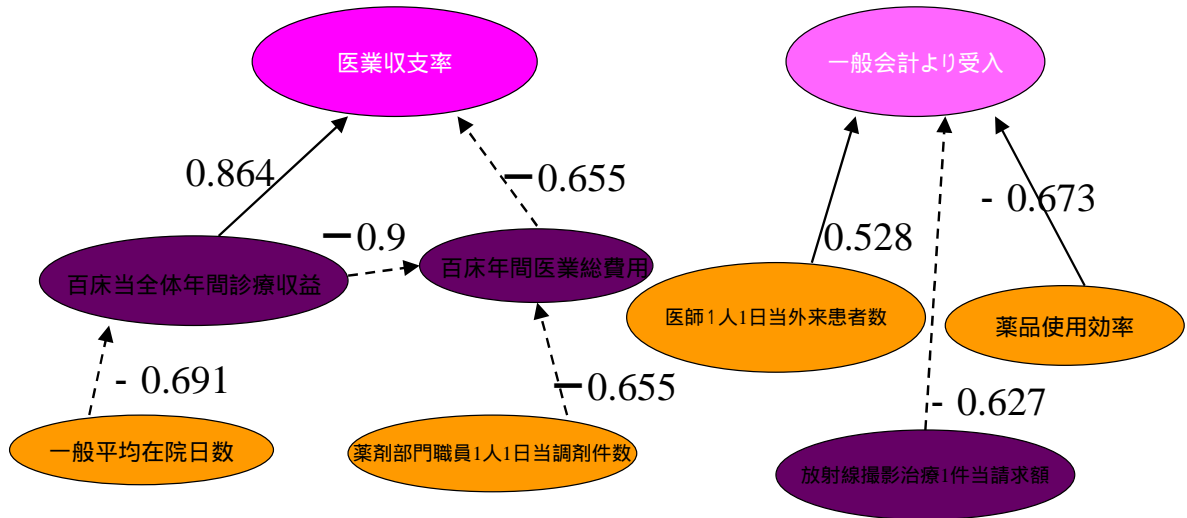 医業収支率
一般会計より受入
0.864
ー0.655
- 0.673
ー0.9
0.528
百床当全体年間診療収益
百床年間医業総費用
医師1人1日当外来患者数
薬品使用効率
- 0.691
ー0.655
- 0.627
一般平均在院日数
薬剤部門職員1人1日当調剤件数
放射線撮影治療1件当請求額